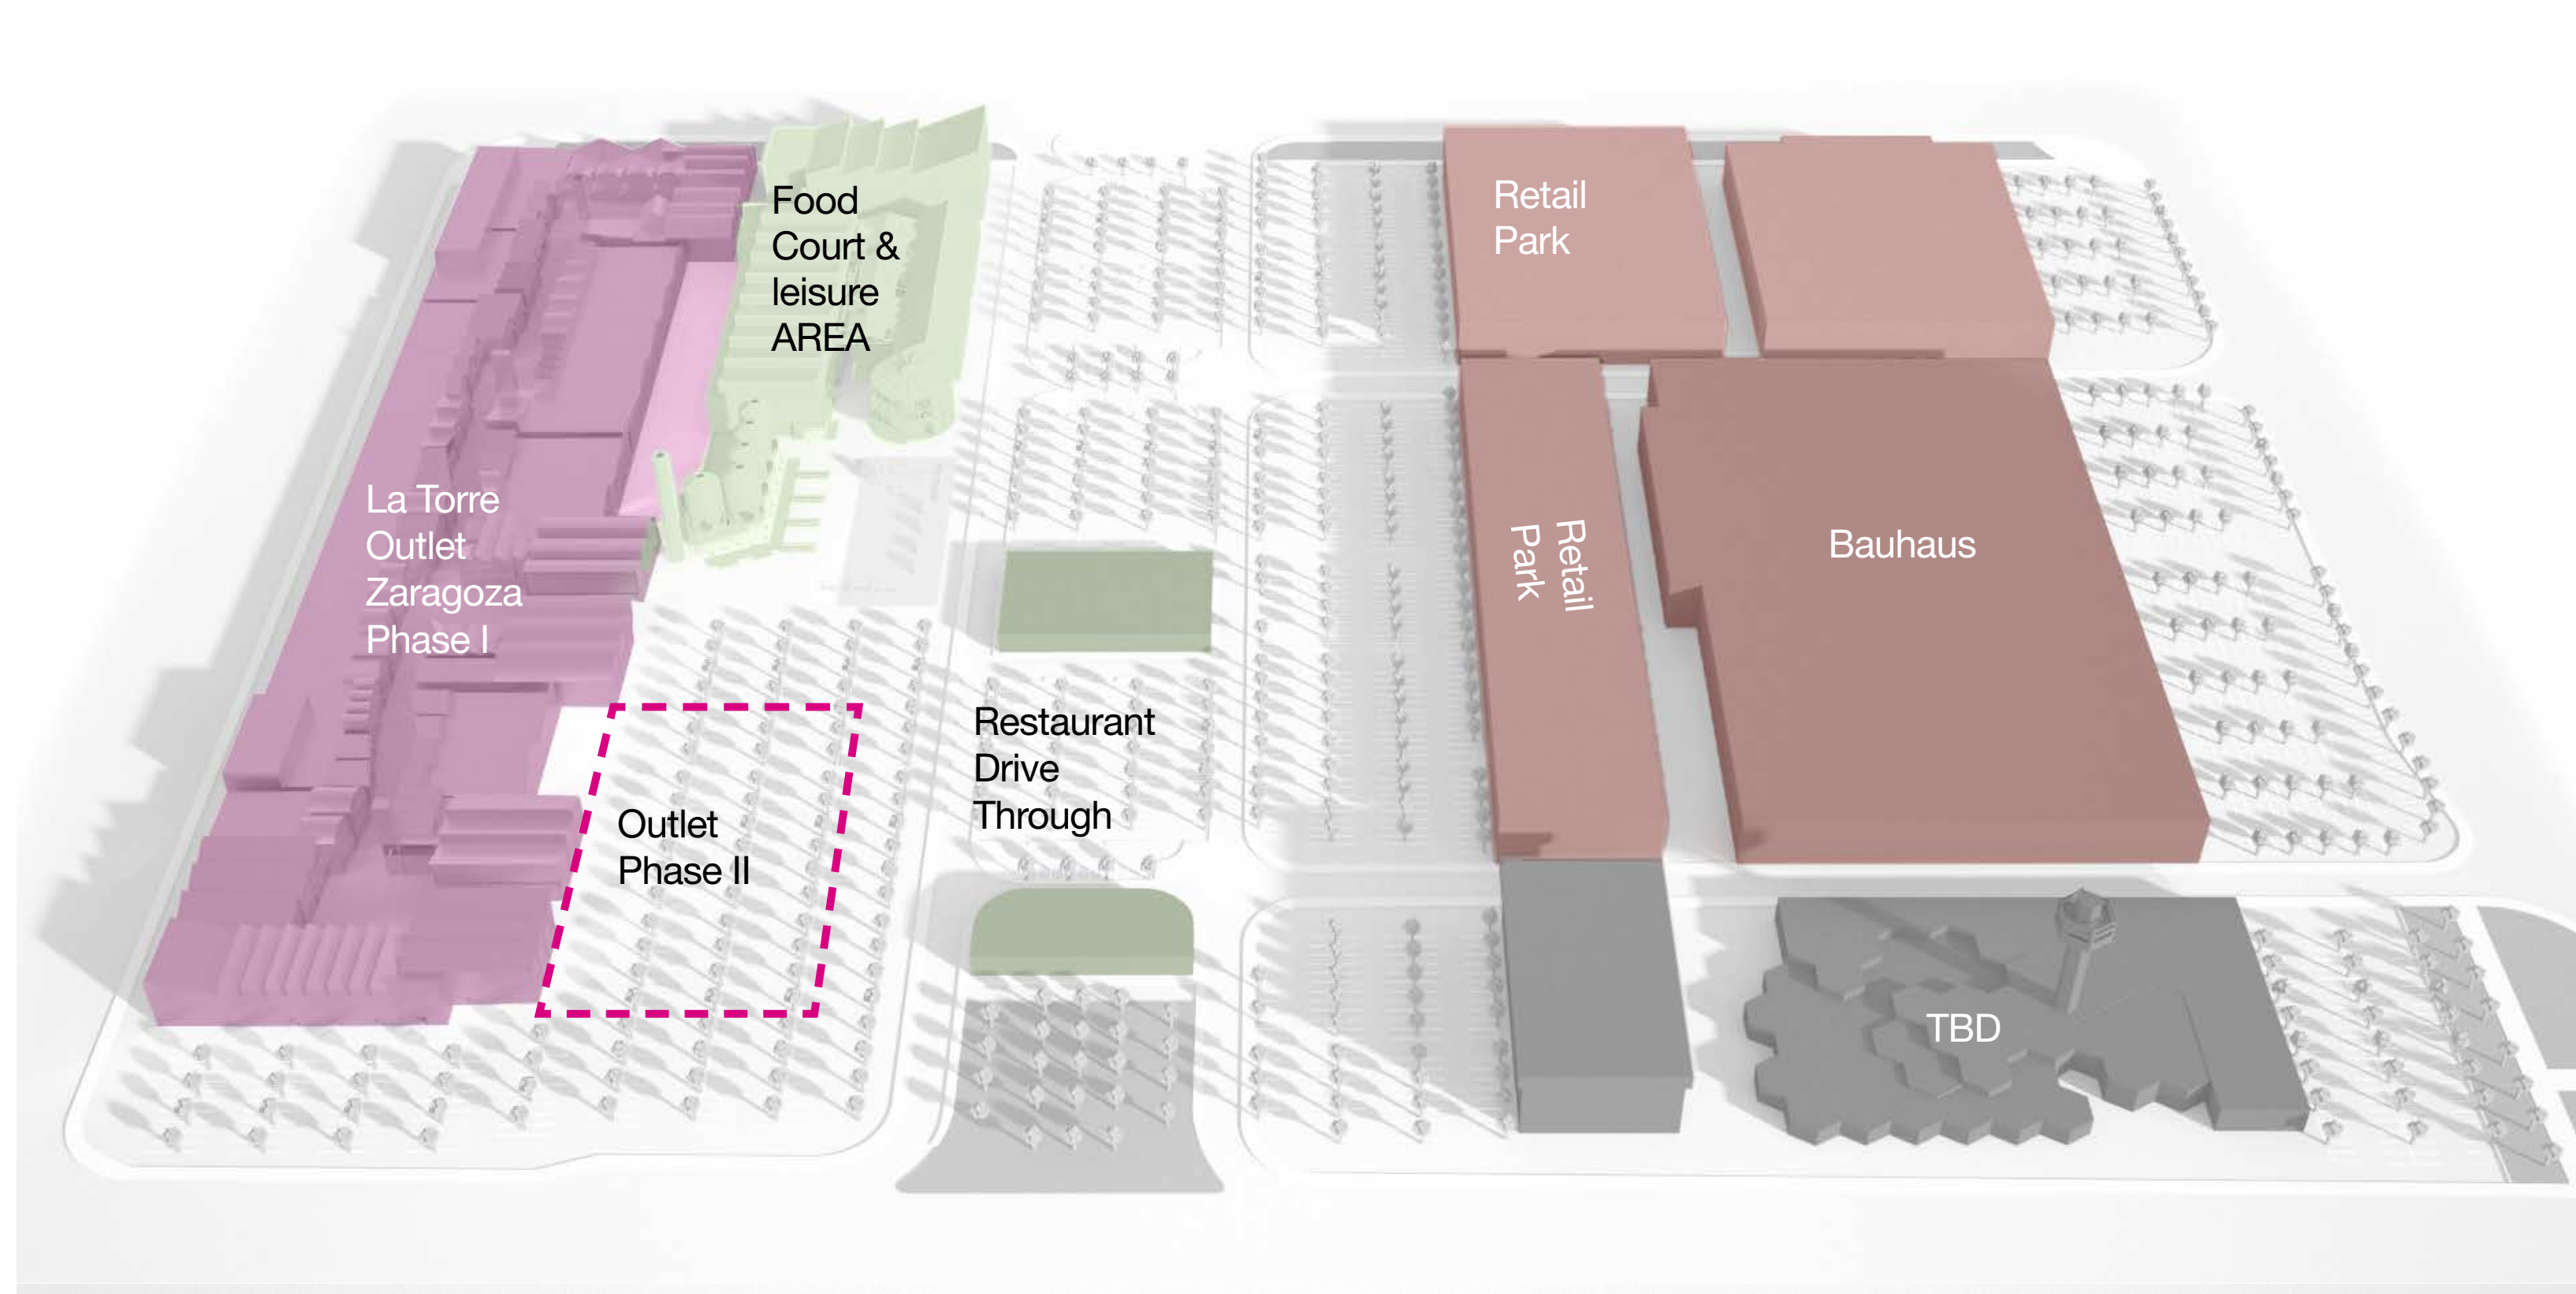 Food
Court &
leisure
AREA
Retail
Park
La Torre
Outlet
Zaragoza
Phase I
Retail
Park
Bauhaus
Restaurant
Drive
Through
Outlet
Phase II
TBD